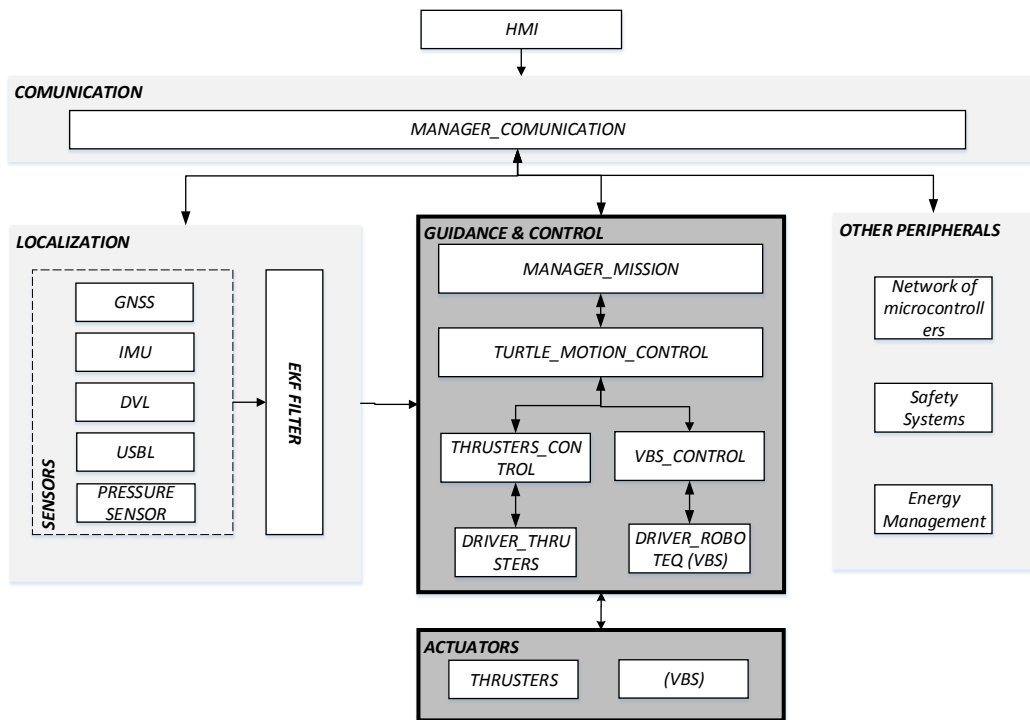 HMI
COMUNICATION
MANAGER_COMUNICATION
LOCALIZATION
SENSORS
GNSS
IMU
DVL
USBL
PRESSURE
SENSOR
EKF FILTER
GUIDANCE & CONTROL
MANAGER_MISSION
TURTLE_MOTION_CONTROL
THRUSTERS_CON
TROL
VBS_CONTROL
DRIVER_THRU
STERS
DRIVER_ROBO
TEQ (VBS)
OTHER PERIPHERALS
Network of
microcontroll
ers
Safety
Systems
Energy
Management
ACTUATORS
THRUSTERS
(VBS)